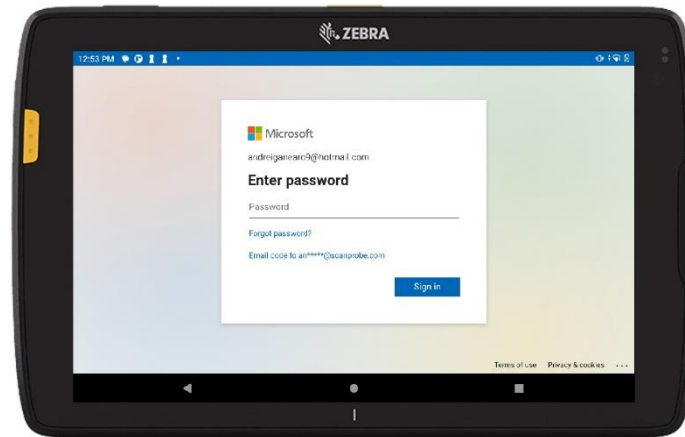 ZEBRA
12:53 PM
Microsoft
andreiganearo9@hotmail.com
Enter password
Password
Forgot password?
Email code to an*****@scanprobe.com
Sign in
Terms of use Privacy & cookies ...